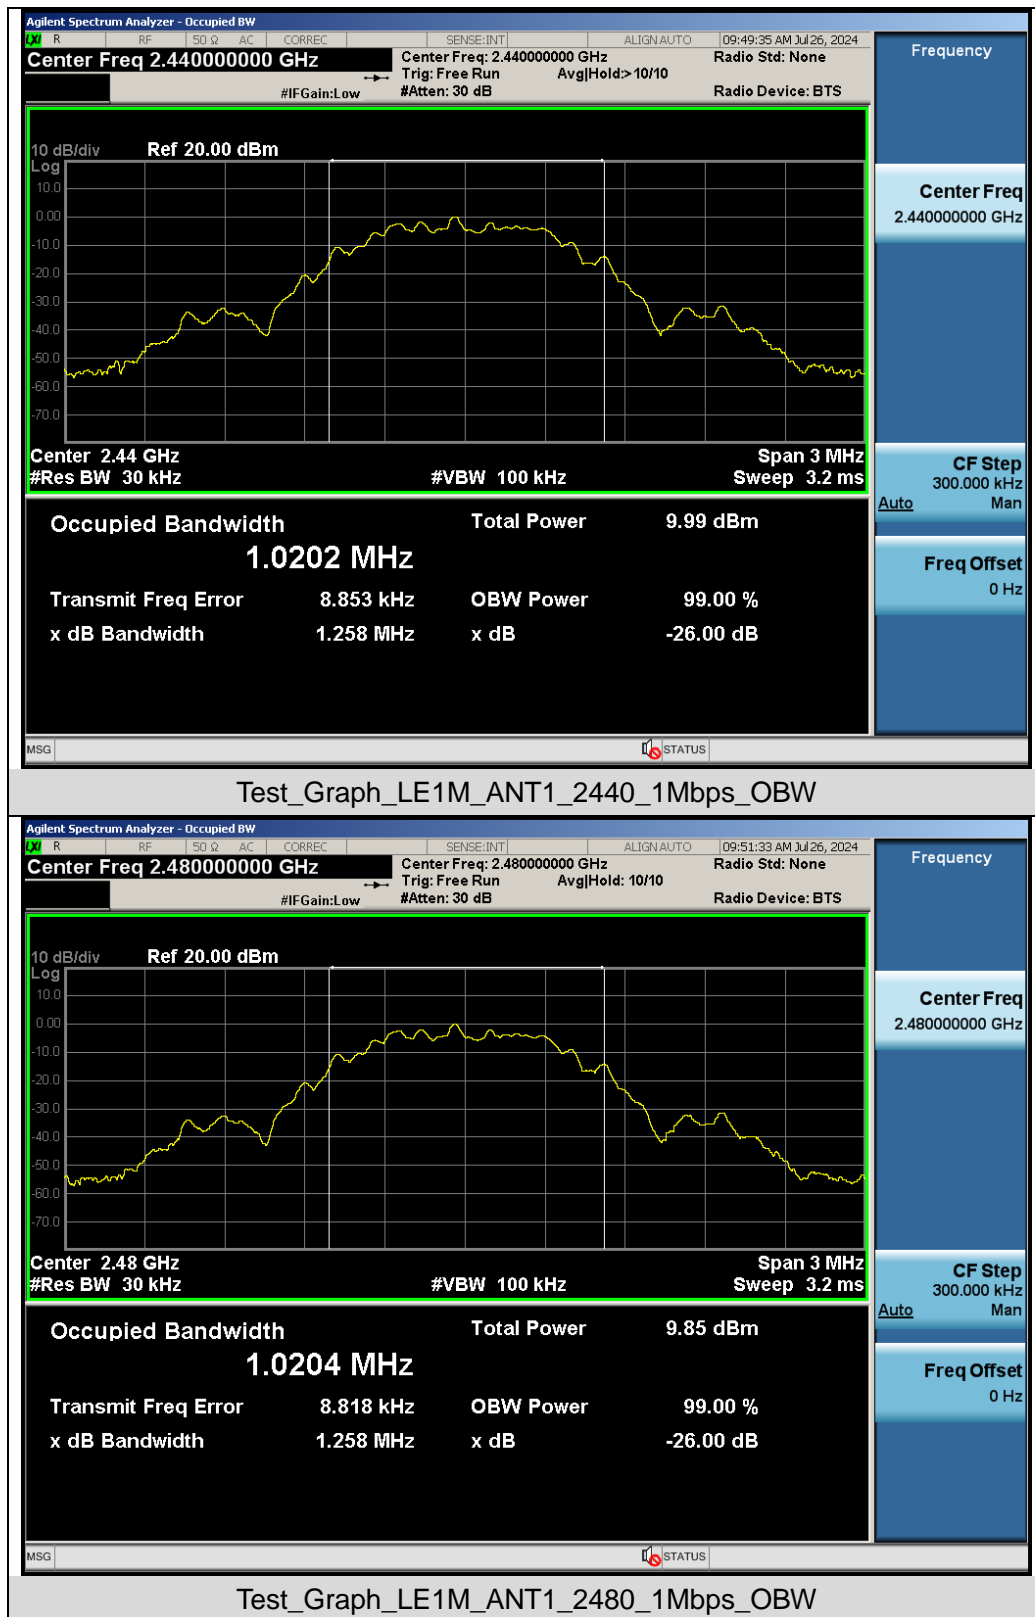 Agilent Spectrum Analyzer - Occupied BW
LXI R RF 50 Ω AC CORREC SENSE:INT ALIGN AUTO 09:49:35 AM Jul 26, 2024
Center Freq 2.440000000 GHz
Center Freq: 2.440000000 GHz
Radio Std: None
Trig: Free Run Avg|Hold:> 10/10
#IFGain:Low #Atten: 30 dB Radio Device: BTS
Frequency
10 dB/div Ref 20.00 dBm
Log
10.0
0.00
-10.0
-20.0
-30.0
-40.0
-50.0
-60.0
-70.0
Center 2.44 GHz Span 3 MHz
#Res BW 30 kHz #VBW 100 kHz Sweep 3.2 ms
Center Freq
2.440000000 GHz
CF Step
300.000 kHz
Auto Man
Freq Offset
0 Hz
Occupied Bandwidth Total Power 9.99 dBm
1.0202 MHz
Transmit Freq Error 8.853 kHz OBW Power 99.00 %
x dB Bandwidth 1.258 MHz x dB -26.00 dB
MSG STATUS
Test_Graph_LE1M_ANT1_2440_1Mbps_OBW
Agilent Spectrum Analyzer - Occupied BW
LXI R RF 50 Ω AC CORREC SENSE:INT ALIGN AUTO 09:51:33 AM Jul 26, 2024
Center Freq 2.480000000 GHz
Center Freq: 2.480000000 GHz
Radio Std: None
Trig: Free Run Avg|Hold: 10/10
#IFGain:Low #Atten: 30 dB Radio Device: BTS
Frequency
10 dB/div Ref 20.00 dBm
Log
10.0
0.00
-10.0
-20.0
-30.0
-40.0
-50.0
-60.0
-70.0
Center 2.48 GHz Span 3 MHz
#Res BW 30 kHz #VBW 100 kHz Sweep 3.2 ms
Center Freq
2.480000000 GHz
CF Step
300.000 kHz
Auto Man
Freq Offset
0 Hz
Occupied Bandwidth Total Power 9.85 dBm
1.0204 MHz
Transmit Freq Error 8.818 kHz OBW Power 99.00 %
x dB Bandwidth 1.258 MHz x dB -26.00 dB
MSG STATUS
Test_Graph_LE1M_ANT1_2480_1Mbps_OBW